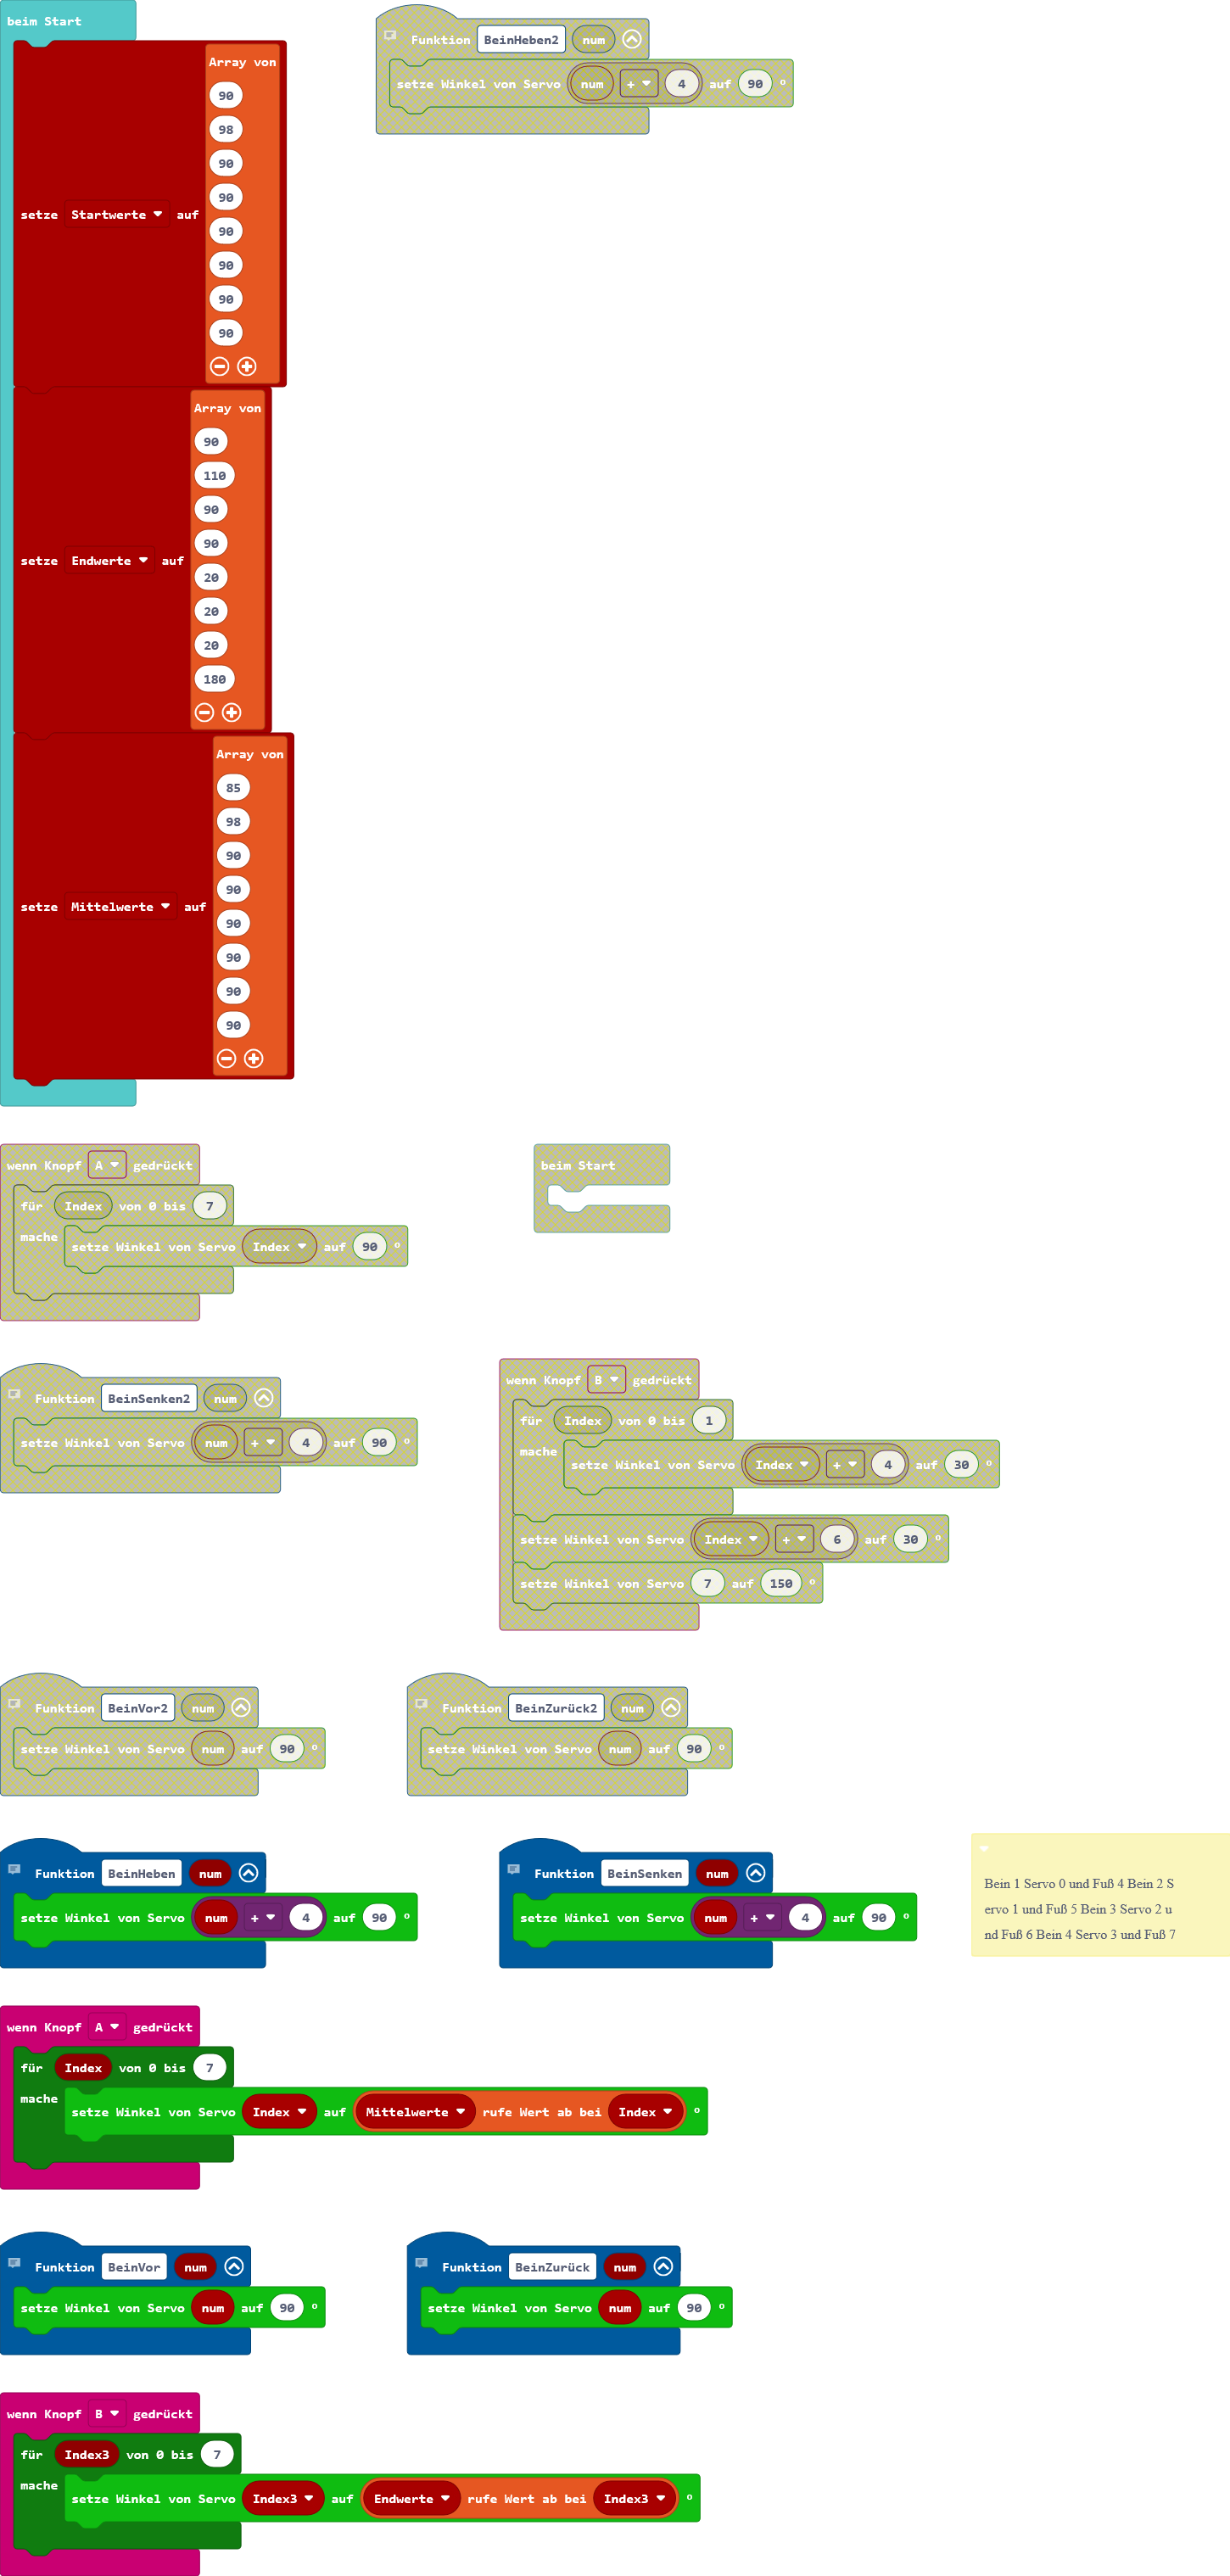 beim Start
setze Startwerte auf Array von
90
98
90
90
90
90
90
90
Funktion BeinHeben2 num
setze Winkel von Servo num + 4 auf 90 °
setze Endwerte auf Array von
90
110
90
90
20
20
20
180
setze Mittelwerte auf Array von
85
98
90
90
90
90
90
90
wenn Knopf A gedrückt
für Index von 0 bis 7
mache setze Winkel von Servo Index auf 90 °
beim Start
Funktion BeinSenken2 num
setze Winkel von Servo num + 4 auf 90 °
wenn Knopf B gedrückt
für Index von 0 bis 1
mache setze Winkel von Servo Index + 4 auf 30 °
setze Winkel von Servo Index + 6 auf 30 °
setze Winkel von Servo 7 auf 150 °
Funktion BeinVor2 num
setze Winkel von Servo num auf 90 °
Funktion BeinZurück2 num
setze Winkel von Servo num auf 90 °
Funktion BeinHeben num
setze Winkel von Servo num + 4 auf 90 °
Funktion BeinSenken num
setze Winkel von Servo num + 4 auf 90 °
Bein 1 Servo 0 und Fuß 4 Bein 2 S
ervo 1 und Fuß 5 Bein 3 Servo 2 u
nd Fuß 6 Bein 4 Servo 3 und Fuß 7
wenn Knopf A gedrückt
für Index von 0 bis 7
mache setze Winkel von Servo Index auf Mittelwerte rufe Wert ab bei Index °
Funktion BeinVor num
setze Winkel von Servo num auf 90 °
Funktion BeinZurück num
setze Winkel von Servo num auf 90 °
wenn Knopf B gedrückt
für Index3 von 0 bis 7
mache setze Winkel von Servo Index3 auf Endwerte rufe Wert ab bei Index3 °